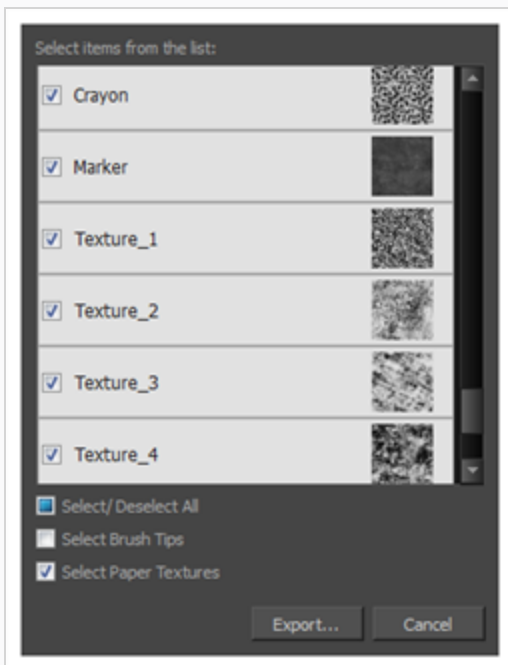 Select items from the list:
Crayon
Marker
Texture_1
Texture_2
Texture_3
Texture_4
Select/ Deselect All
Select Brush Tips
Select Paper Textures
Export...
Cancel